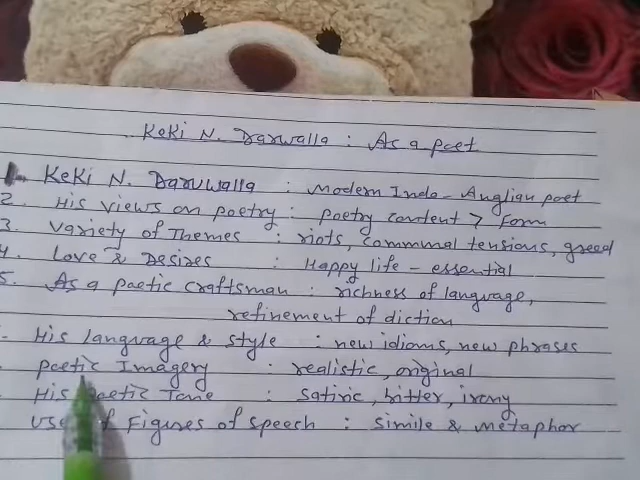 Keki N. Daruwalla : As a poet
1. Keki N. Daruwalla : Modern Indo-Anglian poet
2. His views on poetry : poetry content > Form
3. Variety of Themes : riots, communal tensions, greed
4. Love & Desires : Happy life - essential
5. As a poetic craftsman : richness of language,
refinement of diction
His language & style : new idioms, new phrases
Poetic Imagery : realistic, original
His Poetic Tone : satiric, bitter, irony
Use of Figures of speech : simile & metaphor